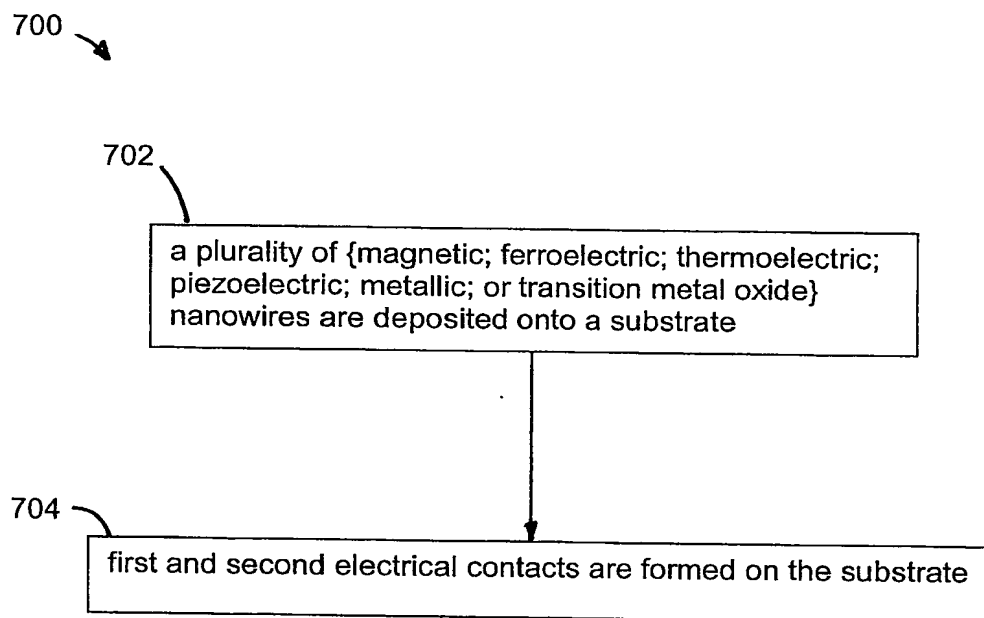 700
702
a plurality of {magnetic; ferroelectric; thermoelectric;
piezoelectric; metallic; or transition metal oxide}
nanowires are deposited onto a substrate
704
first and second electrical contacts are formed on the substrate